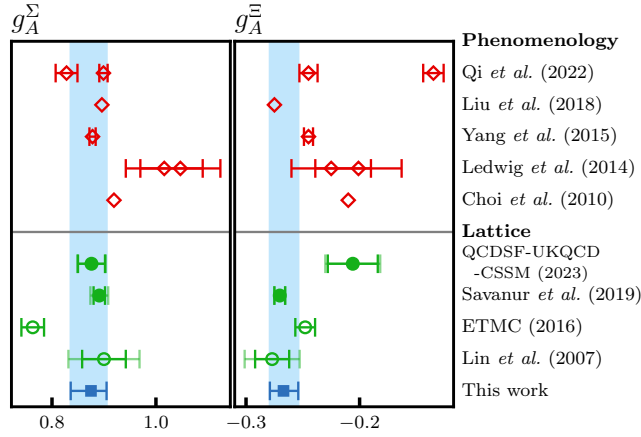 g_A^Σ g_A^Ξ
Phenomenology
Qi et al. (2022)
Liu et al. (2018)
Yang et al. (2015)
Ledwig et al. (2014)
Choi et al. (2010)
Lattice
QCDSF-UKQCD
-CSSM (2023)
Savanur et al. (2019)
ETMC (2016)
Lin et al. (2007)
This work
0.8 1.0 −0.3 −0.2